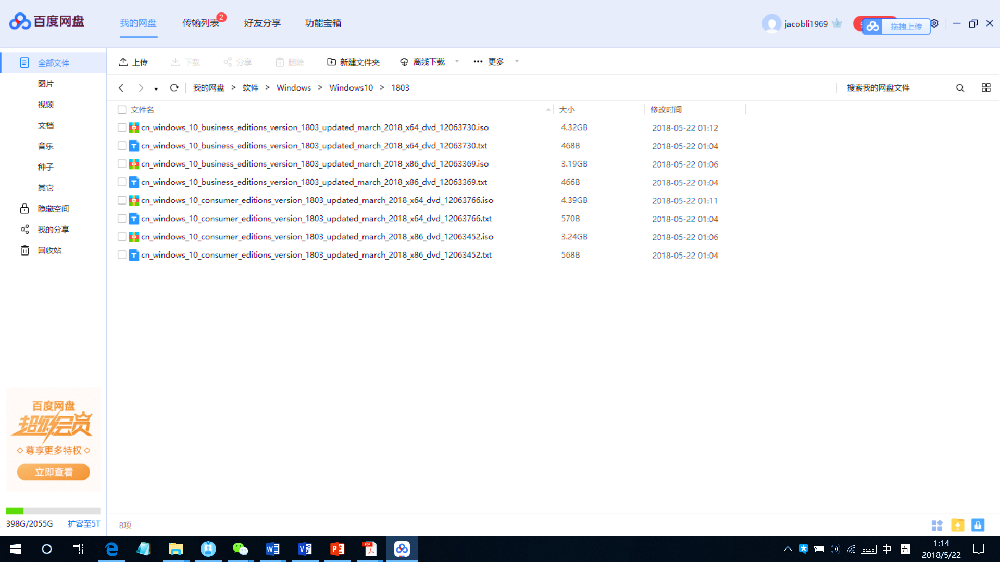 百度网盘
我的网盘
传输列表
2
好友分享
功能宝箱
jacobli1969
拖拽上传
全部文件
图片
视频
文档
音乐
种子
其它
隐藏空间
我的分享
回收站
上传
下载
分享
删除
新建文件夹
离线下载
更多
我的网盘 > 软件 > Windows > Windows10 > 1803
搜索我的网盘文件
文件名 大小 修改时间
cn_windows_10_business_editions_version_1803_updated_march_2018_x64_dvd_12063730.iso 4.32GB 2018-05-22 01:12
cn_windows_10_business_editions_version_1803_updated_march_2018_x64_dvd_12063730.txt 468B 2018-05-22 01:04
cn_windows_10_business_editions_version_1803_updated_march_2018_x86_dvd_12063369.iso 3.19GB 2018-05-22 01:06
cn_windows_10_business_editions_version_1803_updated_march_2018_x86_dvd_12063369.txt 466B 2018-05-22 01:04
cn_windows_10_consumer_editions_version_1803_updated_march_2018_x64_dvd_12063766.iso 4.39GB 2018-05-22 01:11
cn_windows_10_consumer_editions_version_1803_updated_march_2018_x64_dvd_12063766.txt 570B 2018-05-22 01:04
cn_windows_10_consumer_editions_version_1803_updated_march_2018_x86_dvd_12063452.iso 3.24GB 2018-05-22 01:06
cn_windows_10_consumer_editions_version_1803_updated_march_2018_x86_dvd_12063452.txt 568B 2018-05-22 01:04
百度网盘
超级会员
尊享更多特权
立即查看
398G/2055G 扩容至5T
8项
中
五
1:14
2018/5/22